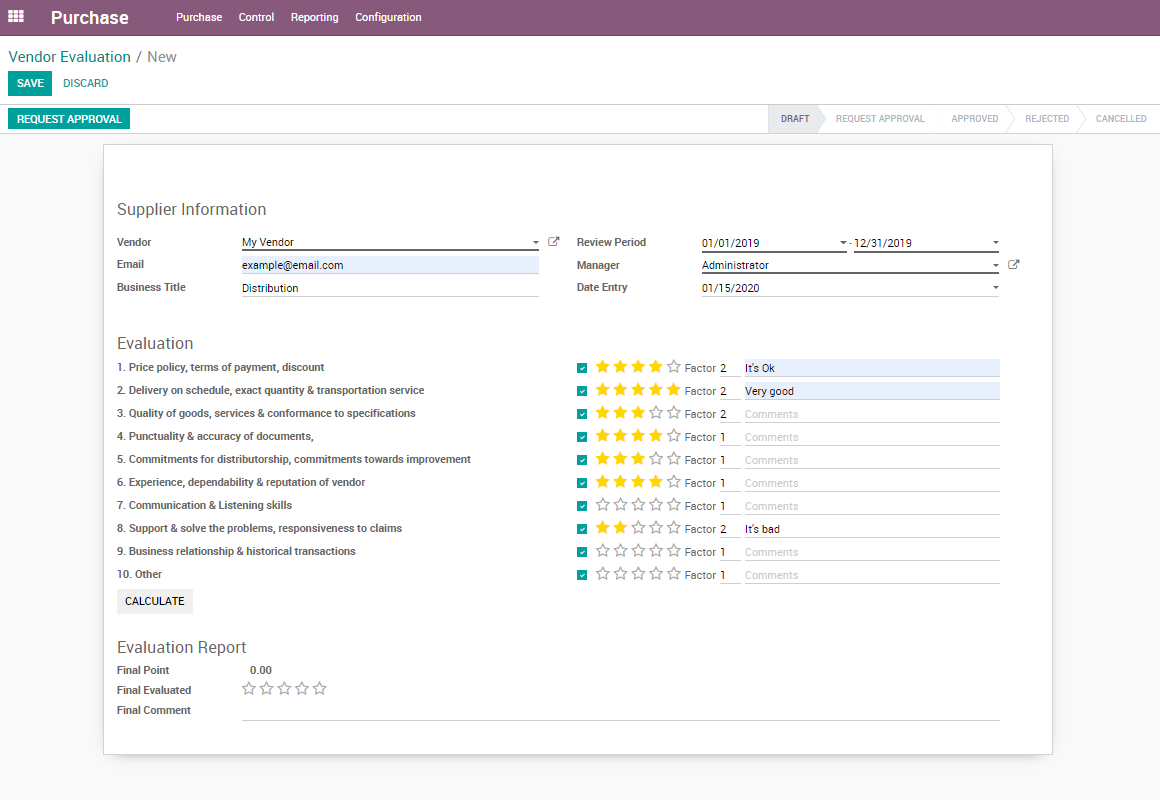 Purchase Purchase Control Reporting Configuration
Vendor Evaluation / New
SAVE DISCARD
REQUEST APPROVAL DRAFT REQUEST APPROVAL APPROVED REJECTED CANCELLED
Supplier Information
Vendor My Vendor Review Period 01/01/2019 - 12/31/2019
Email example@email.com Manager Administrator
Business Title Distribution Date Entry 01/15/2020
Evaluation
1. Price policy, terms of payment, discount Factor 2 It's Ok
2. Delivery on schedule, exact quantity & transportation service Factor 2 Very good
3. Quality of goods, services & conformance to specifications Factor 2 Comments
4. Punctuality & accuracy of documents, Factor 1 Comments
5. Commitments for distributorship, commitments towards improvement Factor 1 Comments
6. Experience, dependability & reputation of vendor Factor 1 Comments
7. Communication & Listening skills Factor 1 Comments
8. Support & solve the problems, responsiveness to claims Factor 2 It's bad
9. Business relationship & historical transactions Factor 1 Comments
10. Other Factor 1 Comments
CALCULATE
Evaluation Report
Final Point 0.00
Final Evaluated
Final Comment